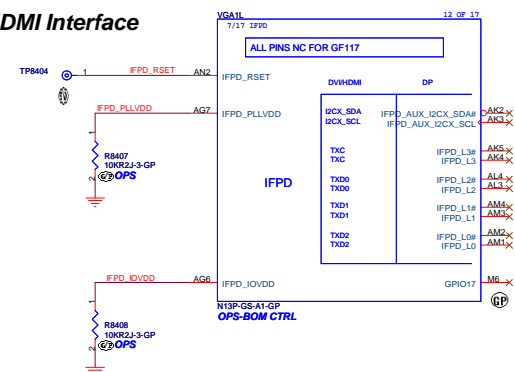 DMI Interface
VGA1L 12 OF 17
7/17 IFPD
ALL PINS NC FOR GF117
TP8404 1 IFPD_RSET AN2 IFPD_RSET
DVI/HDMI DP
IFPD_PLLVDD AG7 IFPD_PLLVDD
I2CX_SDA IFPD_AUX_I2CX_SDA# AK2
I2CX_SCL IFPD_AUX_I2CX_SCL AK3
1
R8407
10KR2J-3-GP
OPS
2
TXC IFPD_L3# AK5
TXC IFPD_L3 AK4
IFPD
TXD0 IFPD_L2# AL4
TXD0 IFPD_L2 AL3
TXD1 IFPD_L1# AM4
TXD1 IFPD_L1 AM3
TXD2 IFPD_L0# AM2
TXD2 IFPD_L0 AM1
IFPD_IOVDD AG6 IFPD_IOVDD
GPIO17 M6
GP
N13P-GS-A1-GP
OPS-BOM CTRL
1
R8408
10KR2J-3-GP
OPS
2